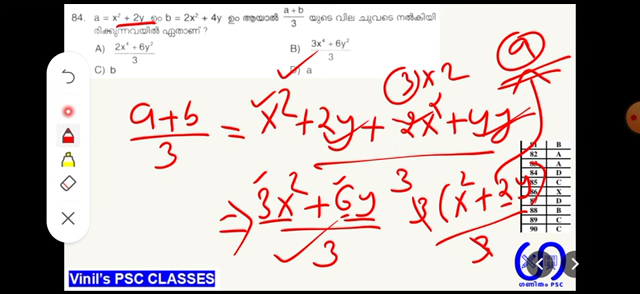 84. a = x² + 2y ഉം b = 2x² + 4y ഉം ആയാൽ (a + b)/3 യുടെ വില ചുവടെ നൽകിയി
രിക്കുന്നവയിൽ ഏതാണ് ?
A) (2x⁴ + 6y²)/3 B) (3x⁴ + 6y²)/3
C) b D) a
a
③x2
(a+b)/3 = x² + 2y + 2x² + 4y
⇒ (3x² + 6y)/3 3(x² + 2y)/3
81 B
82 A
83 A
84 D
85 C
86 X
87 D
88 B
89 C
90 C
Vinil's PSC CLASSES
ഗണിതം PSC